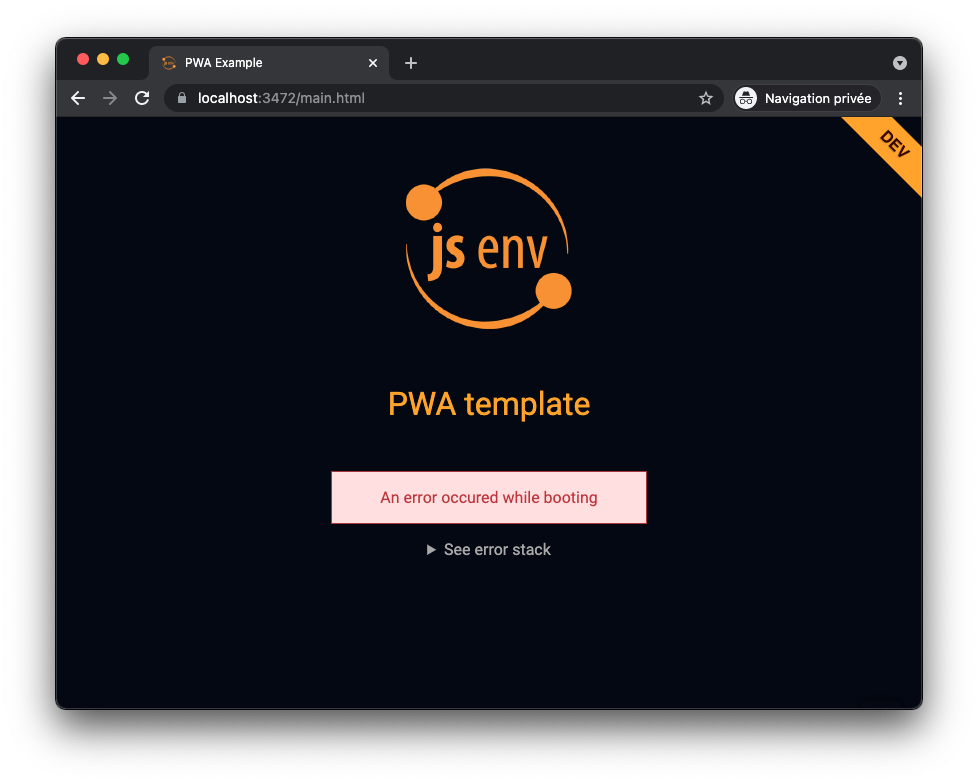 PWA Example
localhost:3472/main.html
Navigation privée
DEV
js env
PWA template
An error occured while booting
See error stack